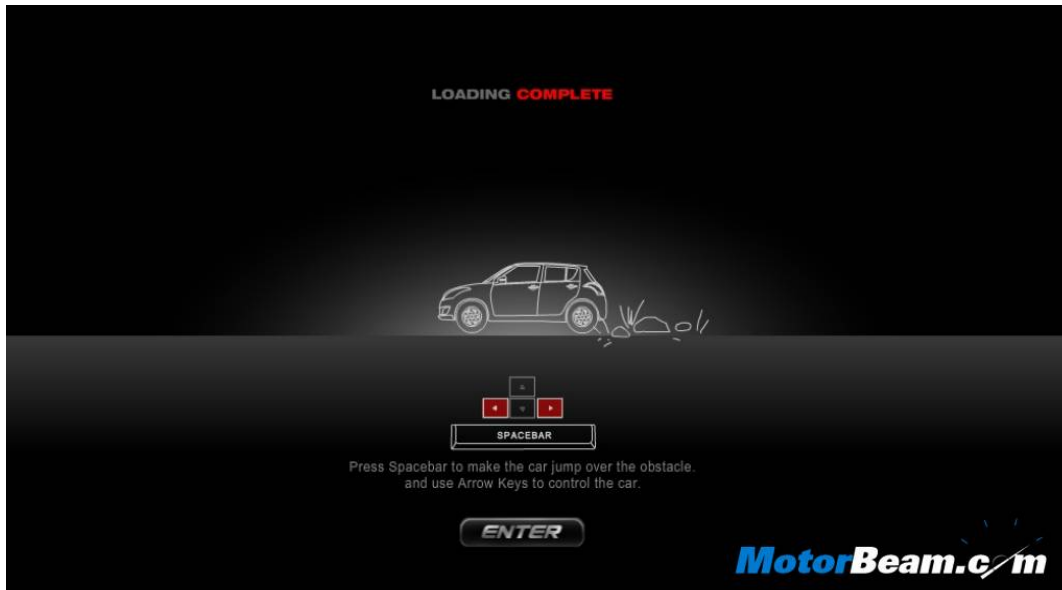 LOADING COMPLETE
SPACEBAR
Press Spacebar to make the car jump over the obstacle.
and use Arrow Keys to control the car.
ENTER
MotorBeam.com